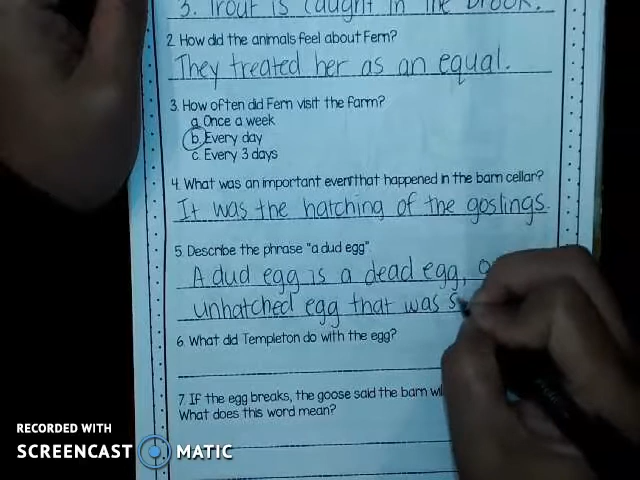 3. Trout is caught in the brook.
2. How did the animals feel about Fern?
They treated her as an equal.
3. How often did Fern visit the farm?
a. Once a week
b. Every day
c. Every 3 days
4. What was an important event that happened in the barn cellar?
It was the hatching of the goslings.
5. Describe the phrase "a dud egg".
A dud egg is a dead egg,
unhatched egg that was s
6. What did Templeton do with the egg?
7. If the egg breaks, the goose said the barn wil
What does this word mean?
RECORDED WITH
SCREENCAST MATIC